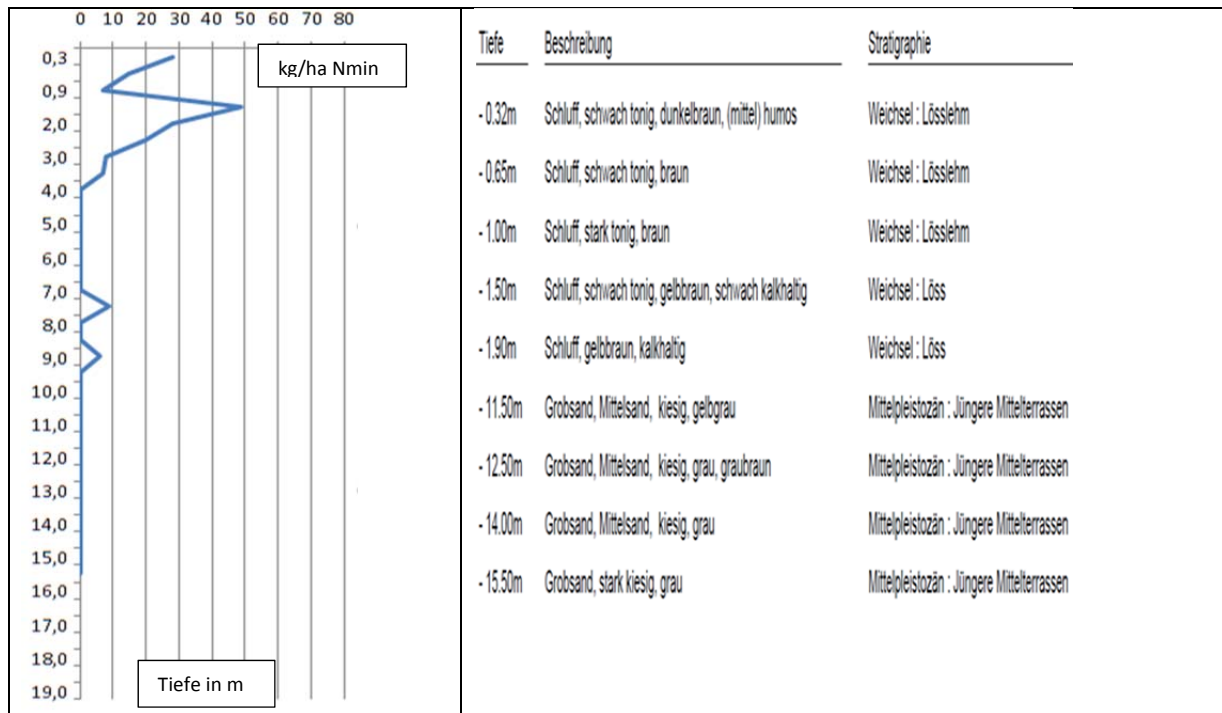 0 10 20 30 40 50 60 70 80
kg/ha Nmin
0,3
0,9
2,0
3,0
4,0
5,0
6,0
7,0
8,0
9,0
10,0
11,0
12,0
13,0
14,0
15,0
16,0
17,0
18,0
19,0
Tiefe in m
Tiefe Beschreibung Stratigraphie
- 0.32m Schluff, schwach tonig, dunkelbraun, (mittel) humos Weichsel : Lösslehm
- 0.65m Schluff, schwach tonig, braun Weichsel : Lösslehm
- 1.00m Schluff, stark tonig, braun Weichsel : Lösslehm
- 1.50m Schluff, schwach tonig, gelbbraun, schwach kalkhaltig Weichsel : Löss
- 1.90m Schluff, gelbbraun, kalkhaltig Weichsel : Löss
- 11.50m Grobsand, Mittelsand, kiesig, gelbgrau Mittelpleistozän : Jüngere Mittelterrassen
- 12.50m Grobsand, Mittelsand, kiesig, grau, graubraun Mittelpleistozän : Jüngere Mittelterrassen
- 14.00m Grobsand, Mittelsand, kiesig, grau Mittelpleistozän : Jüngere Mittelterrassen
- 15.50m Grobsand, stark kiesig, grau Mittelpleistozän : Jüngere Mittelterrassen